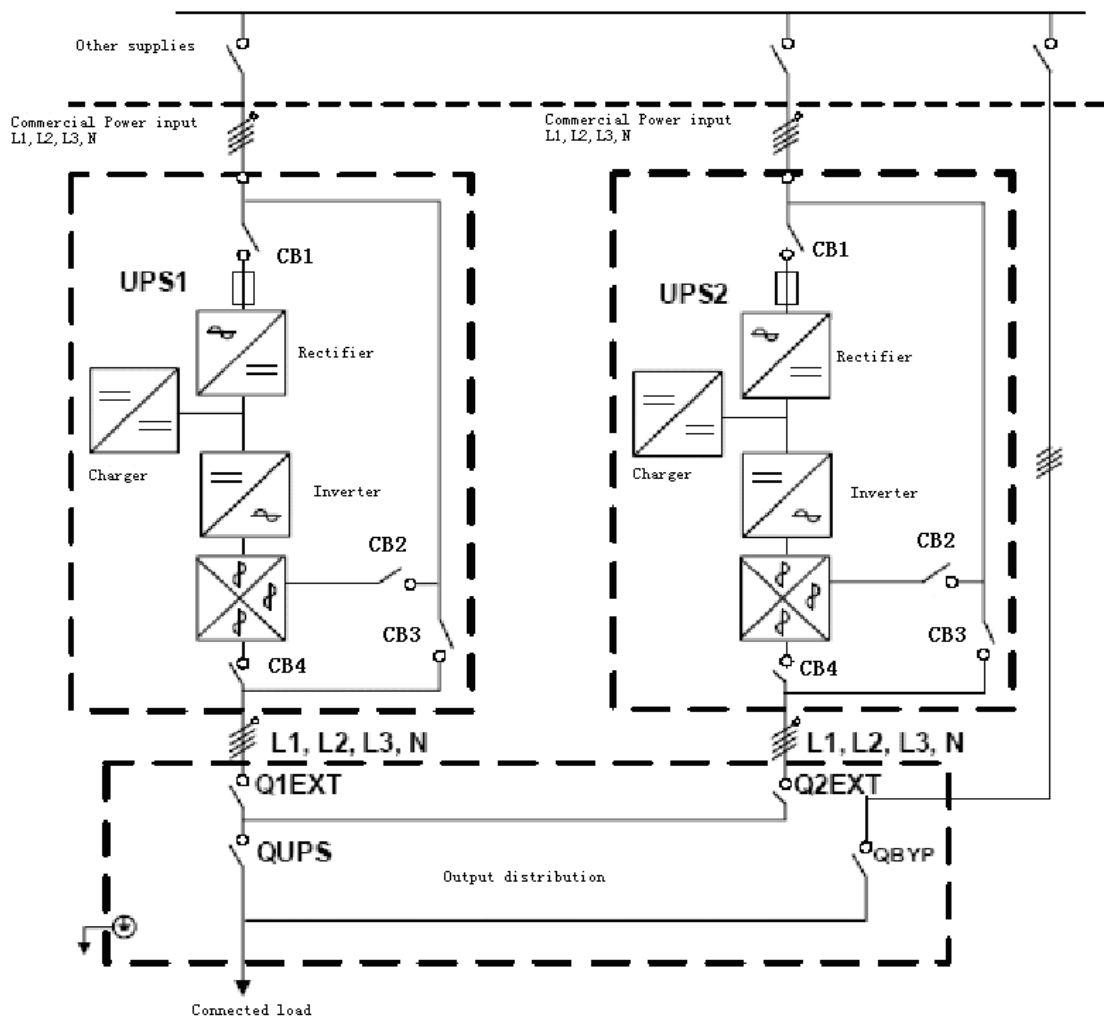 Other supplies
Commercial Power input
L1, L2, L3, N
Commercial Power input
L1, L2, L3, N
CB1
CB1
UPS1
UPS2
Rectifier
Rectifier
Charger
Charger
Inverter
Inverter
CB2
CB2
CB3
CB3
CB4
CB4
L1, L2, L3, N
L1, L2, L3, N
Q1EXT
Q2EXT
QUPS
QBYP
Output distribution
Connected load